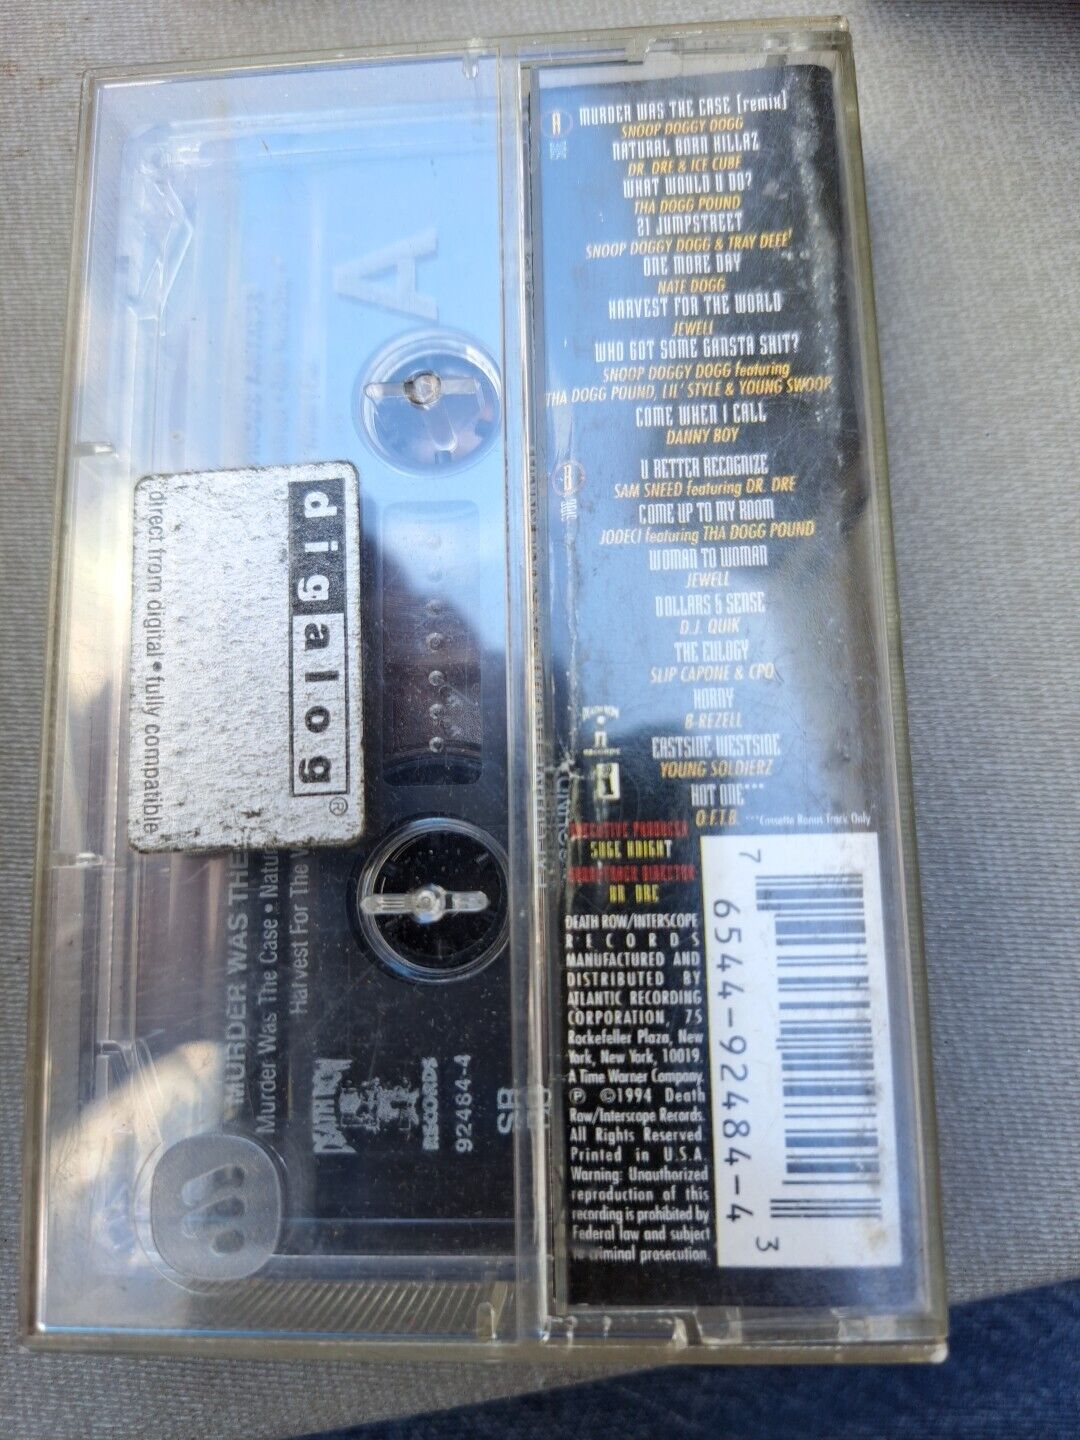 A
MURDER WAS THE CASE (remix)
SNOOP DOGGY DOGG
NATURAL BORN KILLAZ
DR. DRE & ICE CUBE
WHAT WOULD U DO?
THA DOGG POUND
21 JUMPSTREET
SNOOP DOGGY DOGG & TRAY DEEE
ONE MORE DAY
NATE DOGG
HARVEST FOR THE WORLD
JEWELL
WHO GOT SOME GANSTA SHIT?
SNOOP DOGGY DOGG featuring
THA DOGG POUND, LIL' STYLE & YOUNG SWOOP
COME WHEN I CALL
DANNY BOY
B
U BETTER RECOGNIZE
SAM SNEED featuring DR. DRE
COME UP TO MY ROOM
JODECI featuring THA DOGG POUND
WOMAN TO WOMAN
JEWELL
DOLLARS & SENSE
D.J. QUIK
THE EULOGY
SLIP CAPONE & CPO
HORNY
B-REZELL
EASTSIDE WESTSIDE
YOUNG SOLDIERZ
HOT ONE***
O.F.T.B.
***Cassette Bonus Track Only
EXECUTIVE PRODUCER
SUGE KNIGHT
SOUNDTRACK DIRECTOR
DR. DRE
DEATH ROW/INTERSCOPE
RECORDS
MANUFACTURED AND
DISTRIBUTED BY
ATLANTIC RECORDING
CORPORATION, 75
Rockefeller Plaza, New
York, New York, 10019.
A Time Warner Company.
℗ ©1994 Death
Row/Interscope Records.
All Rights Reserved.
Printed in U.S.A.
Warning: Unauthorized
reproduction of this
recording is prohibited by
Federal law and subject
to criminal prosecution.
7 6544-92484-4 3
A
digalog®
direct from digital • fully compatible
MURDER WAS THE
Murder Was The Case • Natu
Harvest For The W
DEATH ROW
RECORDS
92484-4
SR